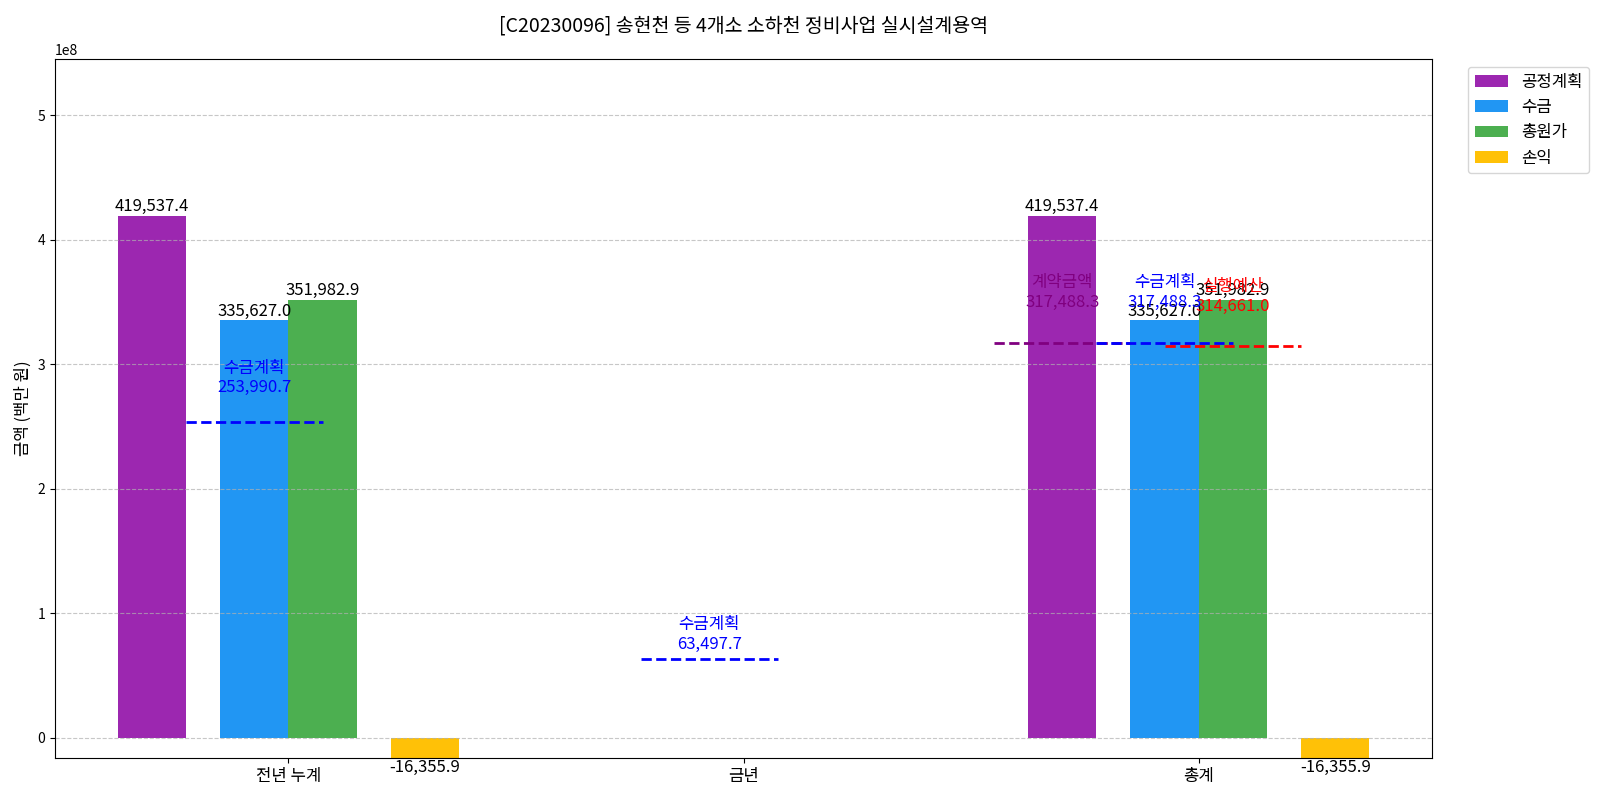 [C20230096] 송현천 등 4개소 소하천 정비사업 실시설계용역
1e8
금액 (백만 원)
5
4
3
2
1
0
419,537.4
335,627.0
351,982.9
수금계획
253,990.7
-16,355.9
수금계획
63,497.7
419,537.4
계약금액
317,488.3
수금계획
317,488.3
335,627.0
351,982.9
실행예산
314,661.0
-16,355.9
전년 누계
금년
총계
공정계획
수금
총원가
손익